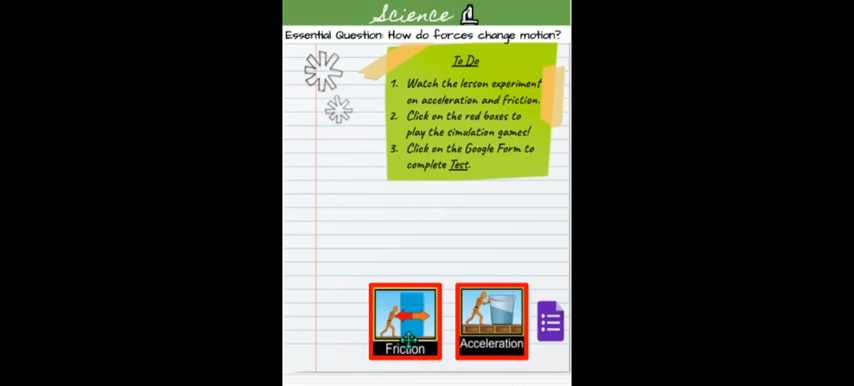 Science
Essential Question: How do forces change motion?
To Do
1. Watch the lesson experiment
on acceleration and friction.
2. Click on the red boxes to
play the simulation games!
3. Click on the Google Form to
complete Test.
Friction
Acceleration